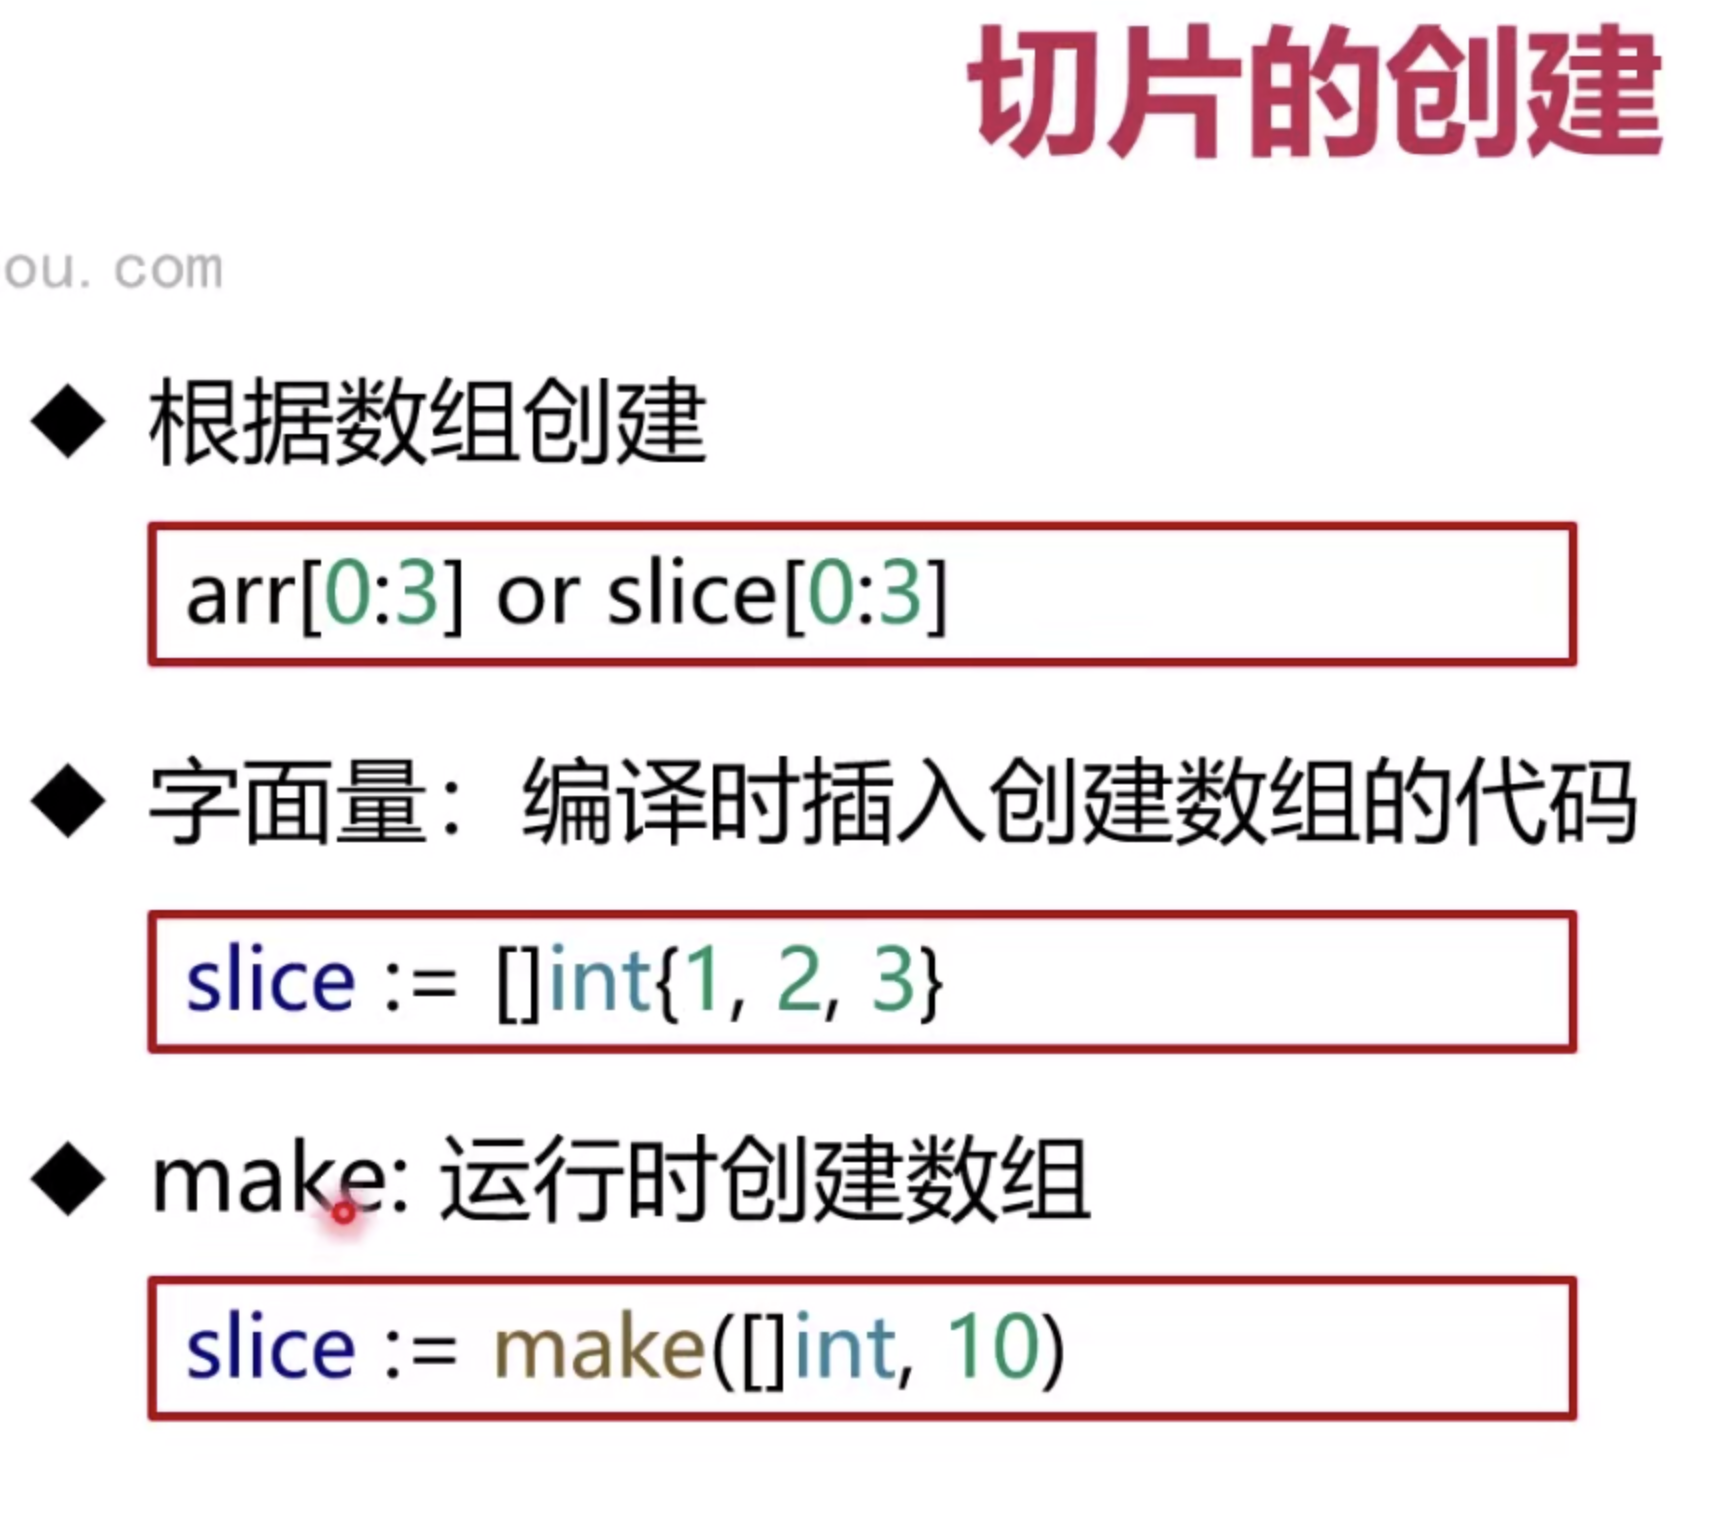 切片的创建
ou.com
根据数组创建
arr[0:3] or slice[0:3]
字面量：编译时插入创建数组的代码
slice := []int{1, 2, 3}
make: 运行时创建数组
slice := make([]int, 10)